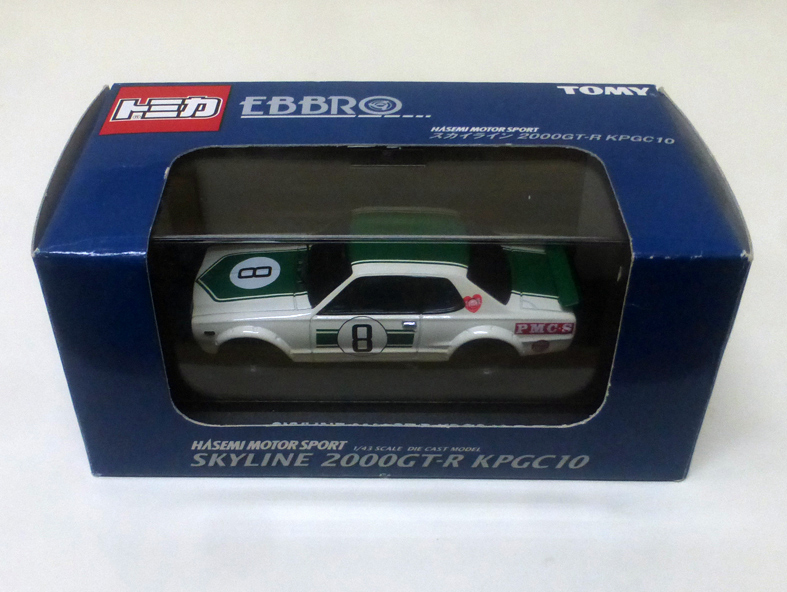 トミカ
EBBRO
TOMY
HASEMI MOTOR SPORT
スカイライン 2000GT-R KPGC10
8
8
PMC·S
HASEMI MOTOR SPORT 1/43 SCALE DIE CAST MODEL
SKYLINE 2000GT-R KPGC10